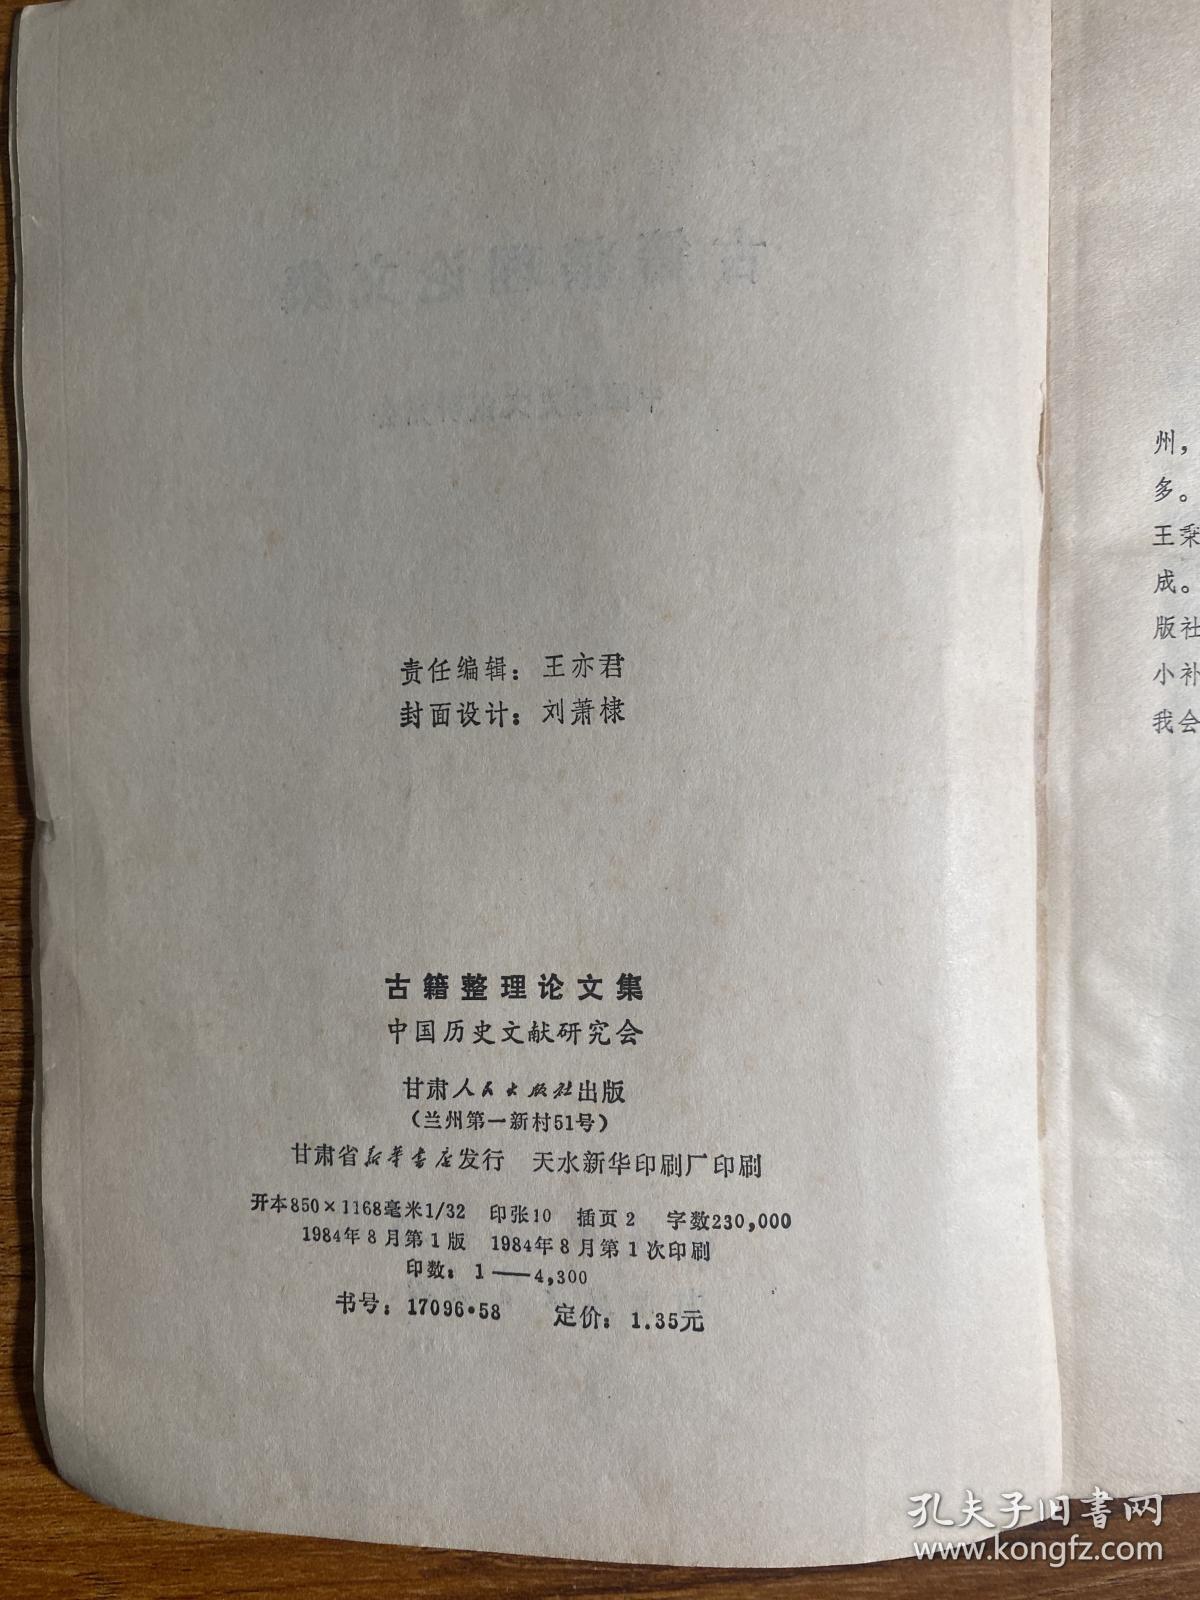 责任编辑：王亦君
封面设计：刘萧棣
古籍整理论文集
中国历史文献研究会
甘肃人民出版社出版
（兰州第一新村51号）
甘肃省新华书店发行 天水新华印刷厂印刷
开本850×1168毫米1/32 印张10 插页2 字数230,000
1984年8月第1版 1984年8月第1次印刷
印数：1——4,300
书号：17096·58 定价：1.35元
州，
多。
王秉
成。
版社
小补
我会
孔夫子旧书网
www.kongfz.com